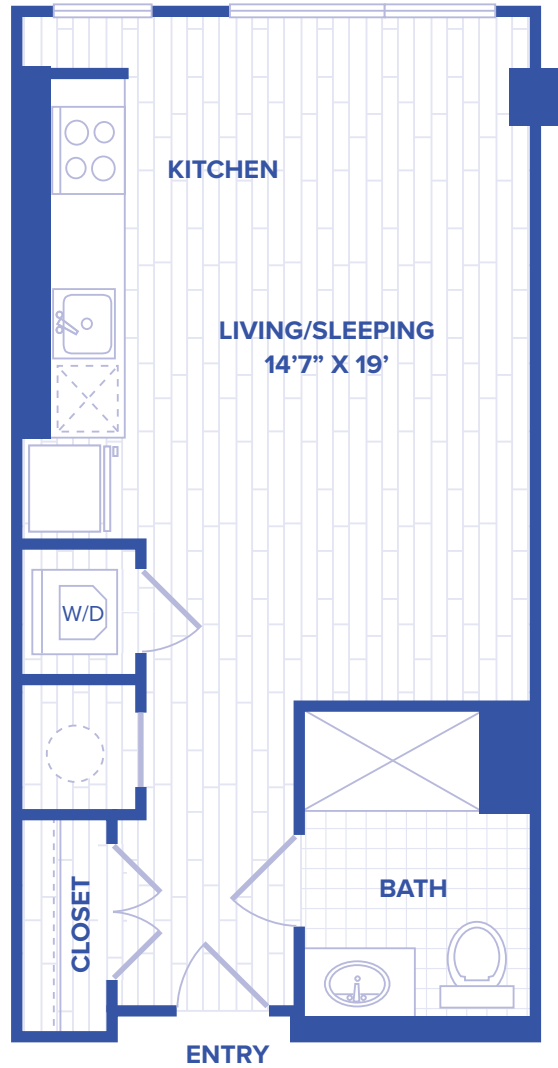 KITCHEN
LIVING/SLEEPING
14’7” X 19’
W/D
CLOSET
BATH
ENTRY